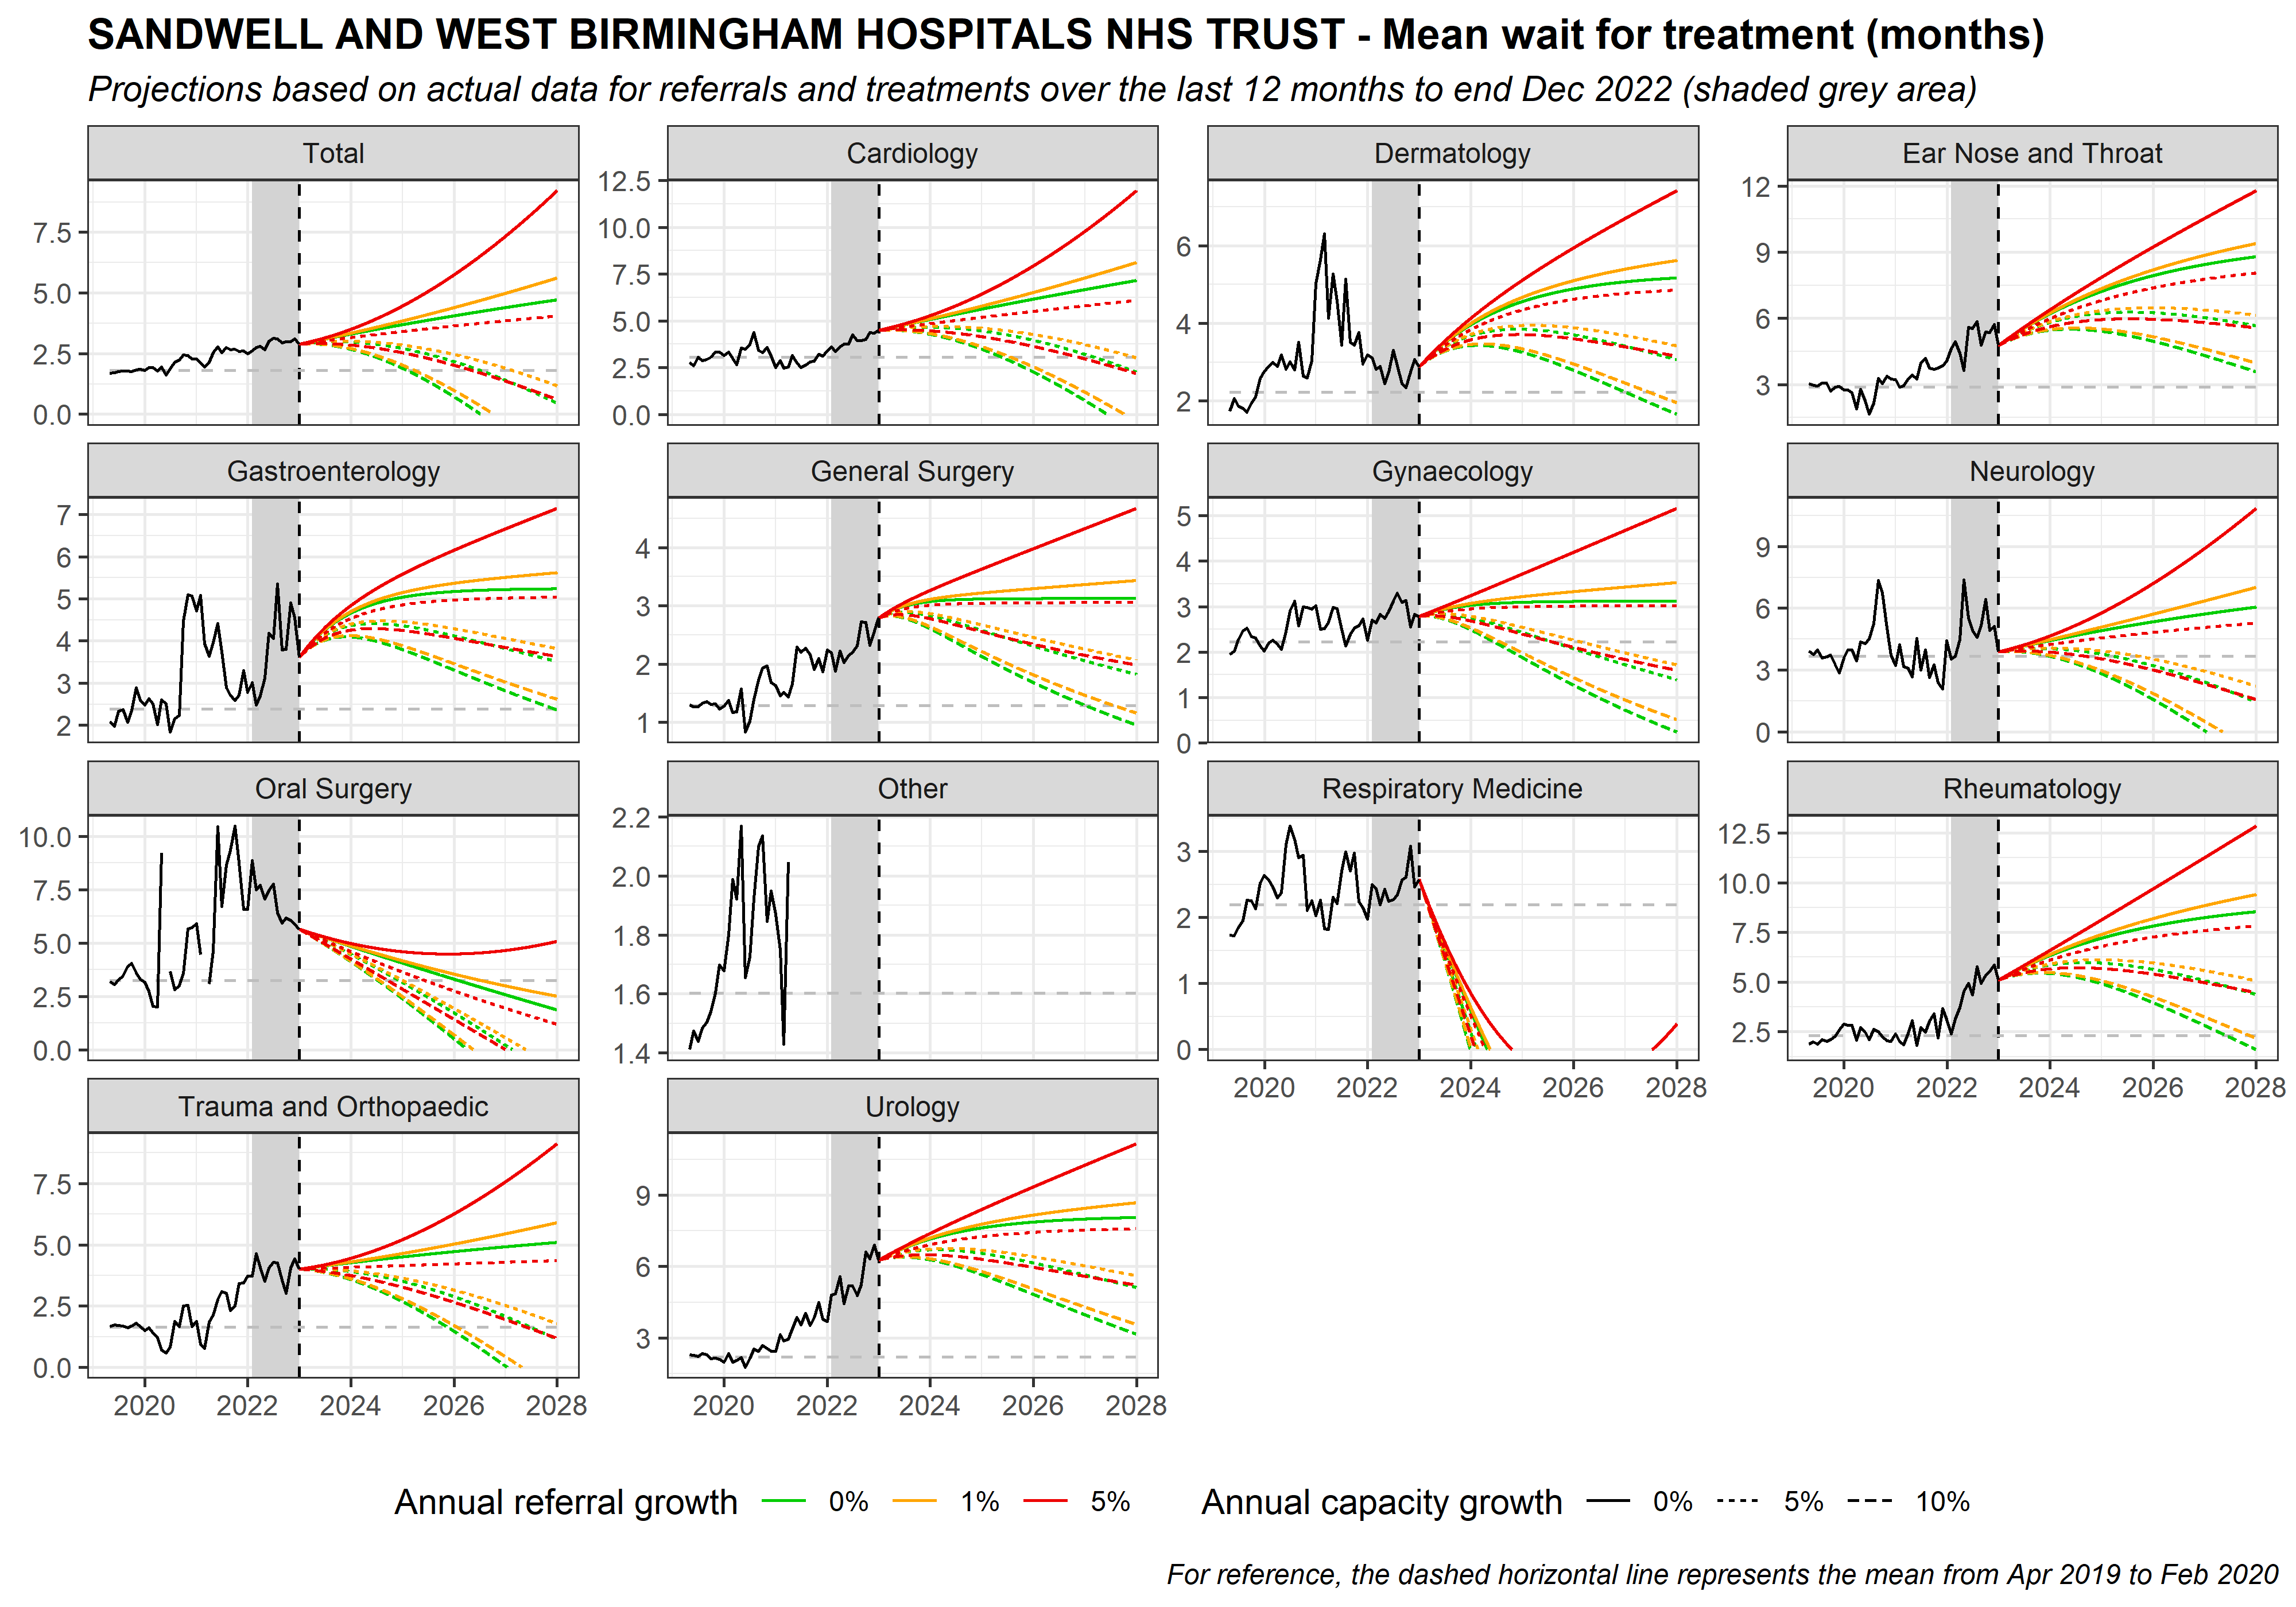 SANDWELL AND WEST BIRMINGHAM HOSPITALS NHS TRUST - Mean wait for treatment (months)
Projections based on actual data for referrals and treatments over the last 12 months to end Dec 2022 (shaded grey area)
Total
Cardiology
Dermatology
Ear Nose and Throat
7.5
5.0
2.5
0.0
12.5
10.0
7.5
5.0
2.5
0.0
6
4
2
12
9
6
3
Gastroenterology
General Surgery
Gynaecology
Neurology
7
6
5
4
3
2
4
3
2
1
5
4
3
2
1
0
9
6
3
0
Oral Surgery
Other
Respiratory Medicine
Rheumatology
10.0
7.5
5.0
2.5
0.0
2.2
2.0
1.8
1.6
1.4
3
2
1
0
12.5
10.0
7.5
5.0
2.5
2020 2022 2024 2026 2028
2020 2022 2024 2026 2028
Trauma and Orthopaedic
Urology
7.5
5.0
2.5
0.0
9
6
3
2020 2022 2024 2026 2028
2020 2022 2024 2026 2028
Annual referral growth 0% 1% 5%
Annual capacity growth 0% 5% 10%
For reference, the dashed horizontal line represents the mean from Apr 2019 to Feb 2020